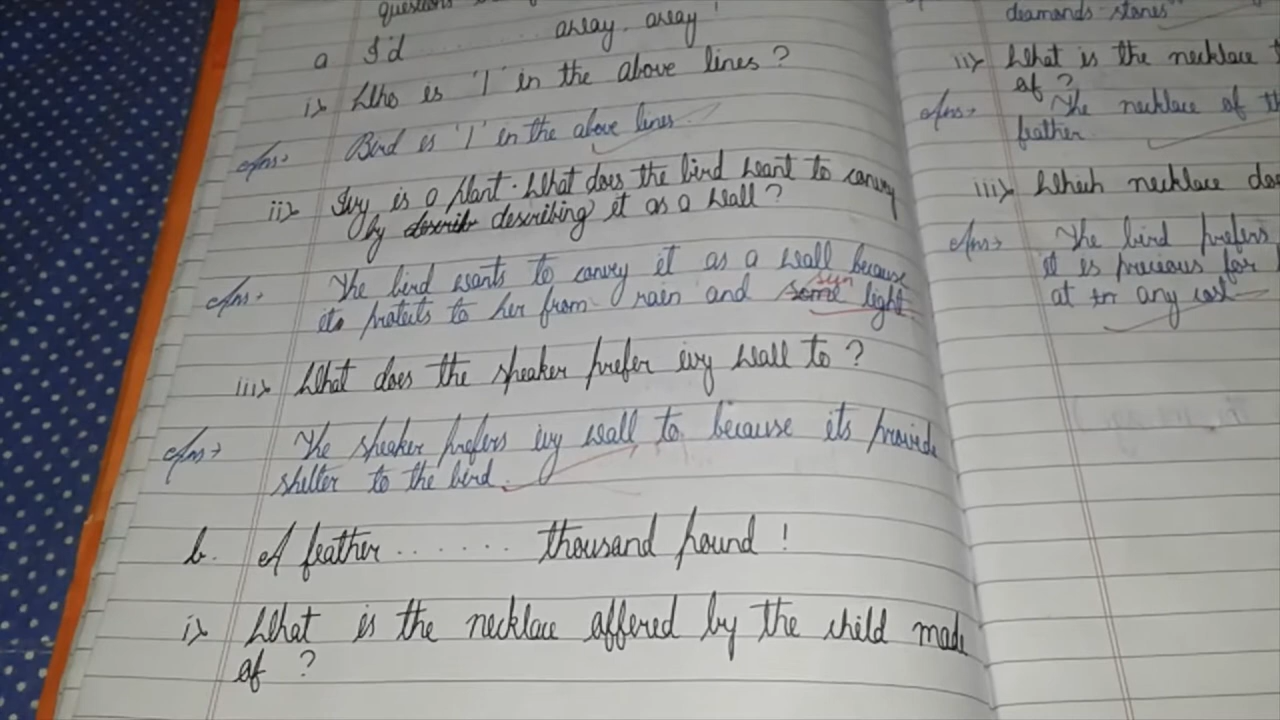 questions
a I'd ........ away. away!
i> Who is 'I' in the above lines?
Ans→ Bird is 'I' in the above lines.
ii> Ivy is a plant. What does the bird want to convey
by describing it as a wall?
Ans→ The bird wants to convey it as a wall because
its protects to her from rain and some sun light.
iii> What does the speaker prefer ivy wall to?
Ans→ The speaker prefers ivy wall to because its provide
shelter to the bird.
b. A feather ...... thousand pound!
i> What is the necklace offered by the child made
of?
diamonds-stones
ii> What is the necklace
of?
Ans→ The necklace of
feather.
iii> Which necklace
Ans→ The bird prefers
it is precious for
at in any cost